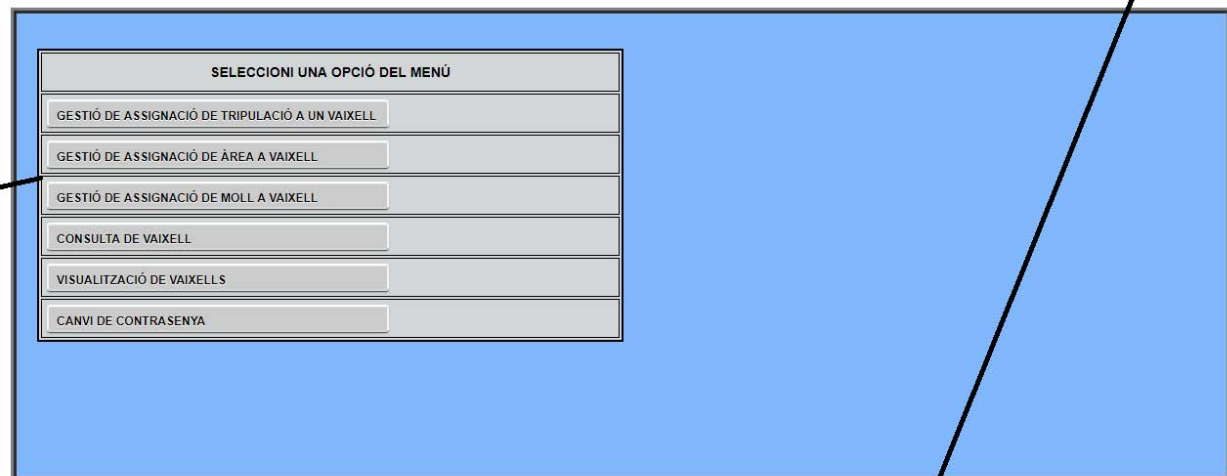 SELECCIONI UNA OPCIÓ DEL MENÚ
GESTIÓ DE ASSIGNACIÓ DE TRIPULACIÓ A UN VAIXELL
GESTIÓ DE ASSIGNACIÓ DE ÀREA A VAIXELL
GESTIÓ DE ASSIGNACIÓ DE MOLL A VAIXELL
CONSULTA DE VAIXELL
VISUALITZACIÓ DE VAIXELLS
CANVI DE CONTRASENYA